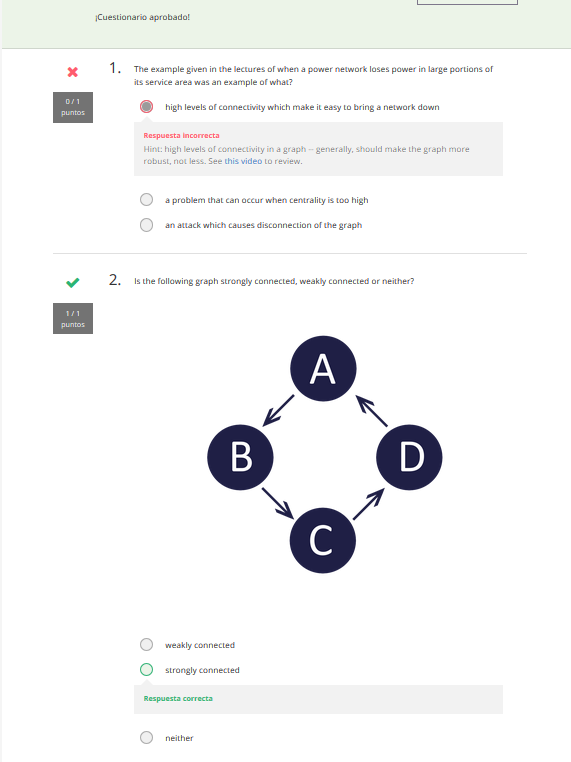 ¡Cuestionario aprobado!
1. The example given in the lectures of when a power network loses power in large portions of
its service area was an example of what?
0 / 1
puntos
high levels of connectivity which make it easy to bring a network down
Respuesta incorrecta
Hint: high levels of connectivity in a graph -- generally, should make the graph more
robust, not less. See this video to review.
a problem that can occur when centrality is too high
an attack which causes disconnection of the graph
2. Is the following graph strongly connected, weakly connected or neither?
1 / 1
puntos
A
B
D
C
weakly connected
strongly connected
Respuesta correcta
neither